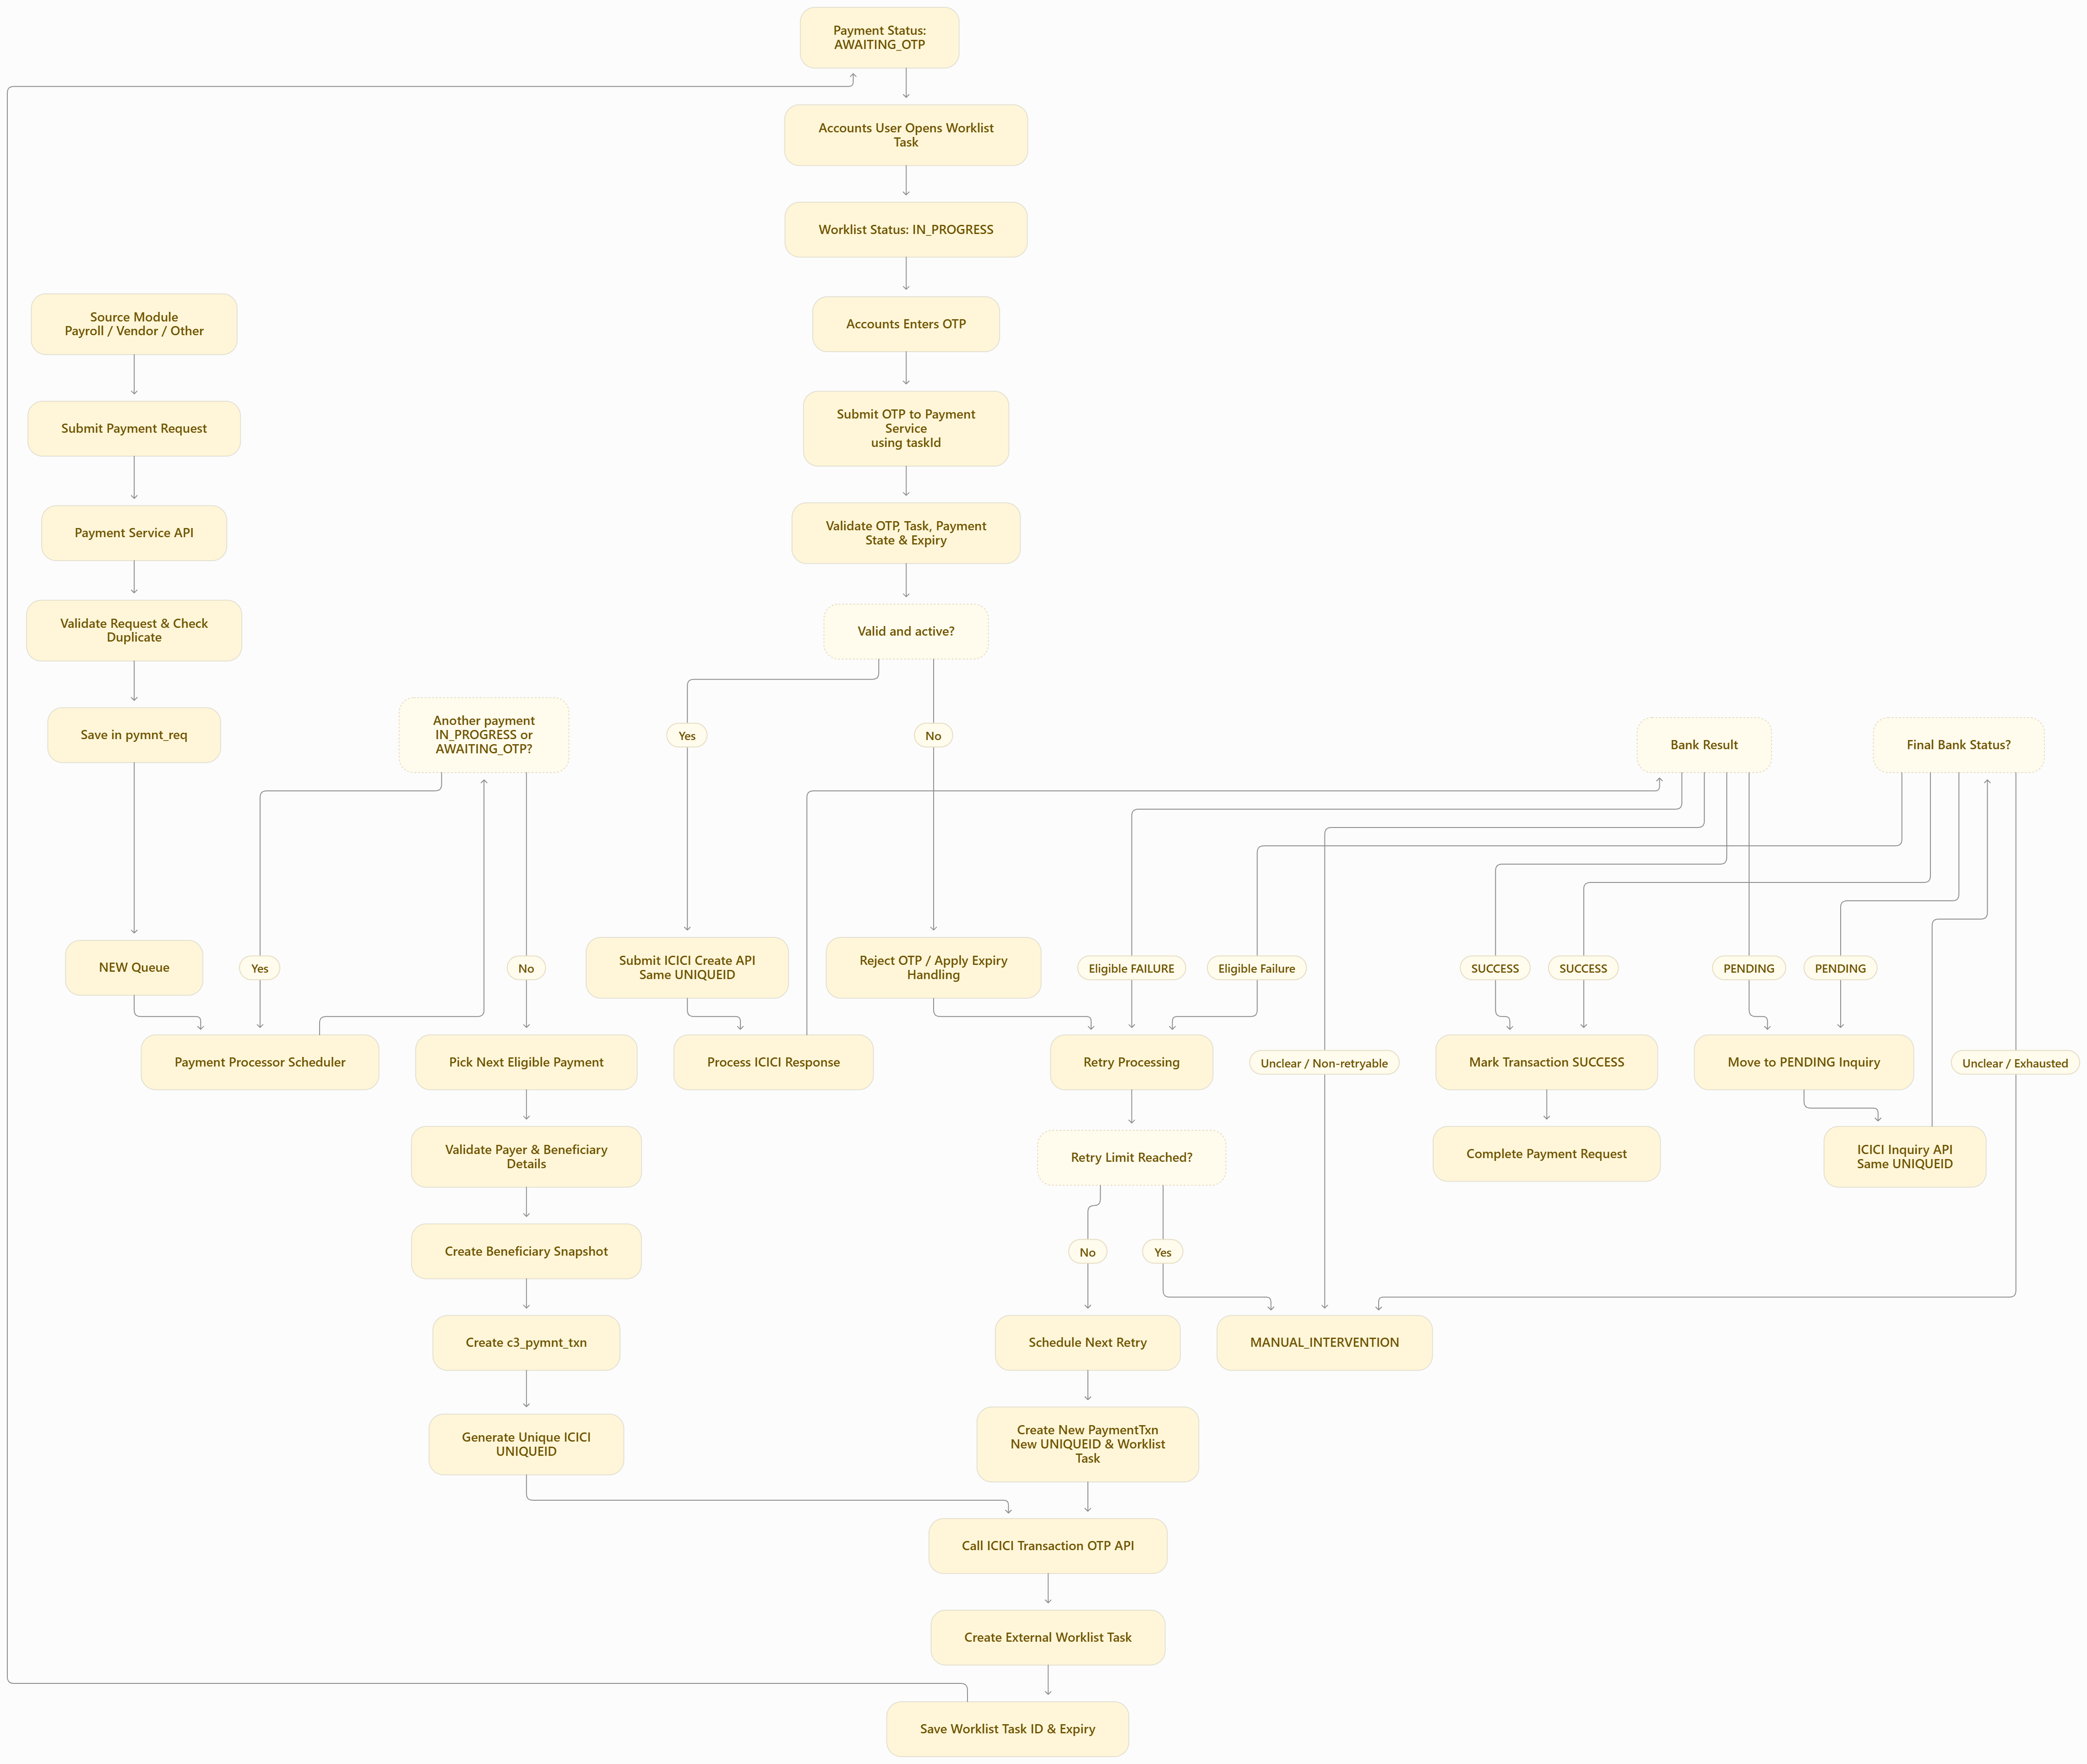 Payment Status:
AWAITING_OTP
Accounts User Opens Worklist
Task
Worklist Status: IN_PROGRESS
Accounts Enters OTP
Submit OTP to Payment
Service
using taskId
Validate OTP, Task, Payment
State & Expiry
Valid and active?
Source Module
Payroll / Vendor / Other
Submit Payment Request
Payment Service API
Validate Request & Check
Duplicate
Save in pymnt_req
Another payment
IN_PROGRESS or
AWAITING_OTP?
Yes
No
Bank Result
Final Bank Status?
NEW Queue
Yes
No
Submit ICICI Create API
Same UNIQUEID
Reject OTP / Apply Expiry
Handling
Eligible FAILURE
Eligible Failure
SUCCESS
SUCCESS
PENDING
PENDING
Payment Processor Scheduler
Pick Next Eligible Payment
Process ICICI Response
Retry Processing
Unclear / Non-retryable
Mark Transaction SUCCESS
Move to PENDING Inquiry
Unclear / Exhausted
Validate Payer & Beneficiary
Details
Retry Limit Reached?
Complete Payment Request
ICICI Inquiry API
Same UNIQUEID
Create Beneficiary Snapshot
No
Yes
Create c3_pymnt_txn
Schedule Next Retry
MANUAL_INTERVENTION
Generate Unique ICICI
UNIQUEID
Create New PaymentTxn
New UNIQUEID & Worklist
Task
Call ICICI Transaction OTP API
Create External Worklist Task
Save Worklist Task ID & Expiry